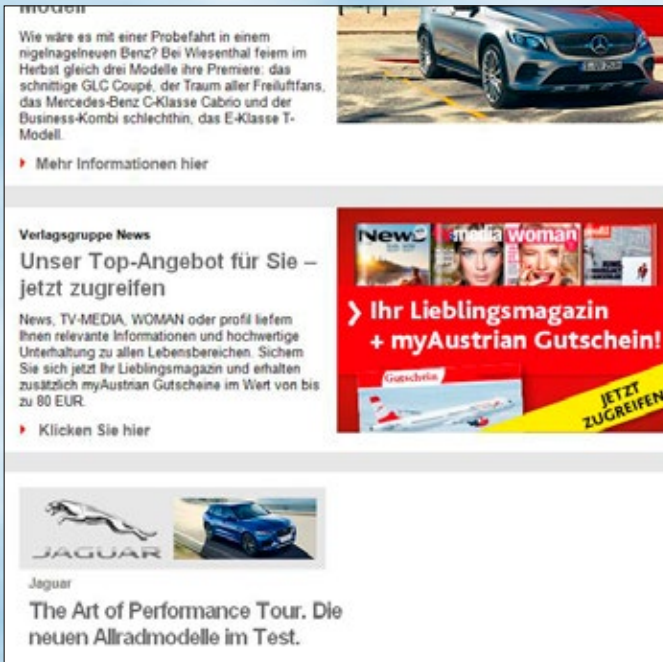 Modell
Wie wäre es mit einer Probefahrt in einem
nigelnagelneuen Benz? Bei Wiesenthal feiern im
Herbst gleich drei Modelle ihre Premiere: das
schnittige GLC Coupé, der Traum aller Freiluftfans,
das Mercedes-Benz C-Klasse Cabrio und der
Business-Kombi schlechthin, das E-Klasse T-
Modell.
Mehr Informationen hier
Verlagsgruppe News
Unser Top-Angebot für Sie –
jetzt zugreifen
News, TV-MEDIA, WOMAN oder profil liefern
Ihnen relevante Informationen und hochwertige
Unterhaltung zu allen Lebensbereichen. Sichern
Sie sich jetzt Ihr Lieblingsmagazin und erhalten
zusätzlich myAustrian Gutscheine im Wert von bis
zu 80 EUR.
Klicken Sie hier
News
media
woman
profil
Ihr Lieblingsmagazin
+ myAustrian Gutschein!
Gutschein
JETZT
ZUGREIFEN
JAGUAR
Jaguar
The Art of Performance Tour. Die
neuen Allradmodelle im Test.